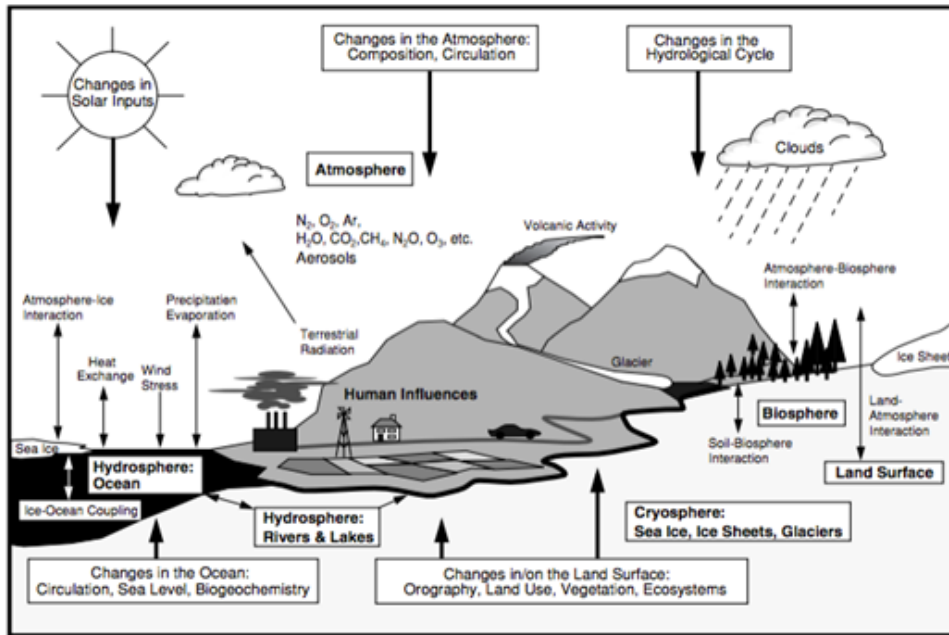 Changes in the Atmosphere:
Composition, Circulation
Changes in the
Hydrological Cycle
Changes in
Solar Inputs
Clouds
Atmosphere
N₂, O₂, Ar,
H₂O, CO₂,CH₄, N₂O, O₃, etc.
Aerosols
Volcanic Activity
Atmosphere-Biosphere
Interaction
Atmosphere-Ice
Interaction
Precipitation
Evaporation
Terrestrial
Radiation
Heat
Exchange
Wind
Stress
Glacier
Ice Sheet
Human Influences
Biosphere
Land-
Atmosphere
Interaction
Soil-Biosphere
Interaction
Sea Ice
Hydrosphere:
Ocean
Land Surface
Ice-Ocean Coupling
Hydrosphere:
Rivers & Lakes
Cryosphere:
Sea Ice, Ice Sheets, Glaciers
Changes in the Ocean:
Circulation, Sea Level, Biogeochemistry
Changes in/on the Land Surface:
Orography, Land Use, Vegetation, Ecosystems